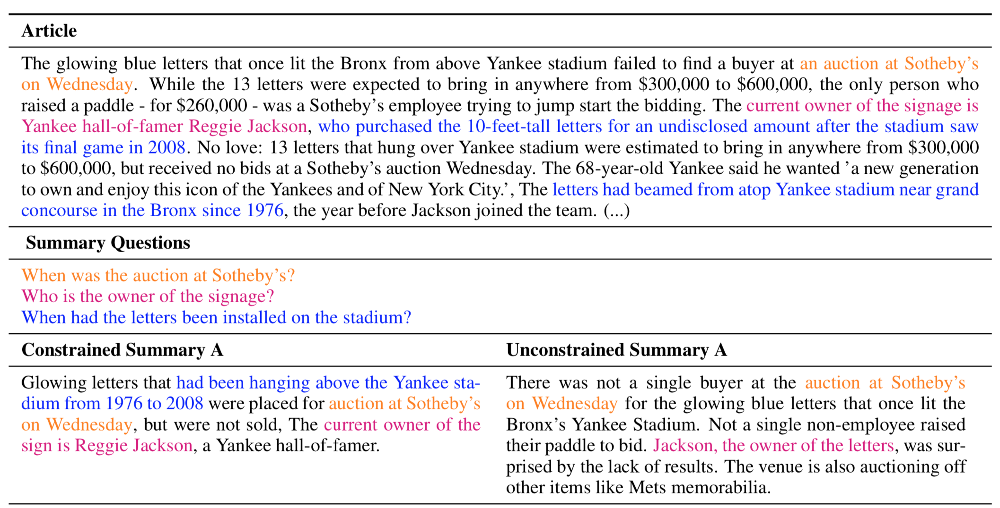 Article
The glowing blue letters that once lit the Bronx from above Yankee stadium failed to find a buyer at an auction at Sotheby’s
on Wednesday. While the 13 letters were expected to bring in anywhere from $300,000 to $600,000, the only person who
raised a paddle - for $260,000 - was a Sotheby’s employee trying to jump start the bidding. The current owner of the signage is
Yankee hall-of-famer Reggie Jackson, who purchased the 10-feet-tall letters for an undisclosed amount after the stadium saw
its final game in 2008. No love: 13 letters that hung over Yankee stadium were estimated to bring in anywhere from $300,000
to $600,000, but received no bids at a Sotheby’s auction Wednesday. The 68-year-old Yankee said he wanted ’a new generation
to own and enjoy this icon of the Yankees and of New York City.’, The letters had beamed from atop Yankee stadium near grand
concourse in the Bronx since 1976, the year before Jackson joined the team. (...)
Summary Questions
When was the auction at Sotheby’s?
Who is the owner of the signage?
When had the letters been installed on the stadium?
Constrained Summary A
Glowing letters that had been hanging above the Yankee sta-
dium from 1976 to 2008 were placed for auction at Sotheby’s
on Wednesday, but were not sold, The current owner of the
sign is Reggie Jackson, a Yankee hall-of-famer.
Unconstrained Summary A
There was not a single buyer at the auction at Sotheby’s
on Wednesday for the glowing blue letters that once lit the
Bronx’s Yankee Stadium. Not a single non-employee raised
their paddle to bid. Jackson, the owner of the letters, was sur-
prised by the lack of results. The venue is also auctioning off
other items like Mets memorabilia.